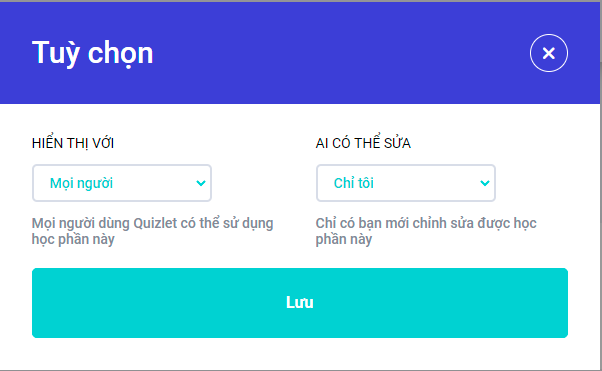 Tuỳ chọn
HIỂN THỊ VỚI
AI CÓ THỂ SỬA
Mọi người
Chỉ tôi
Mọi người dùng Quizlet có thể sử dụng
học phần này
Chỉ có bạn mới chỉnh sửa được học
phần này
Lưu